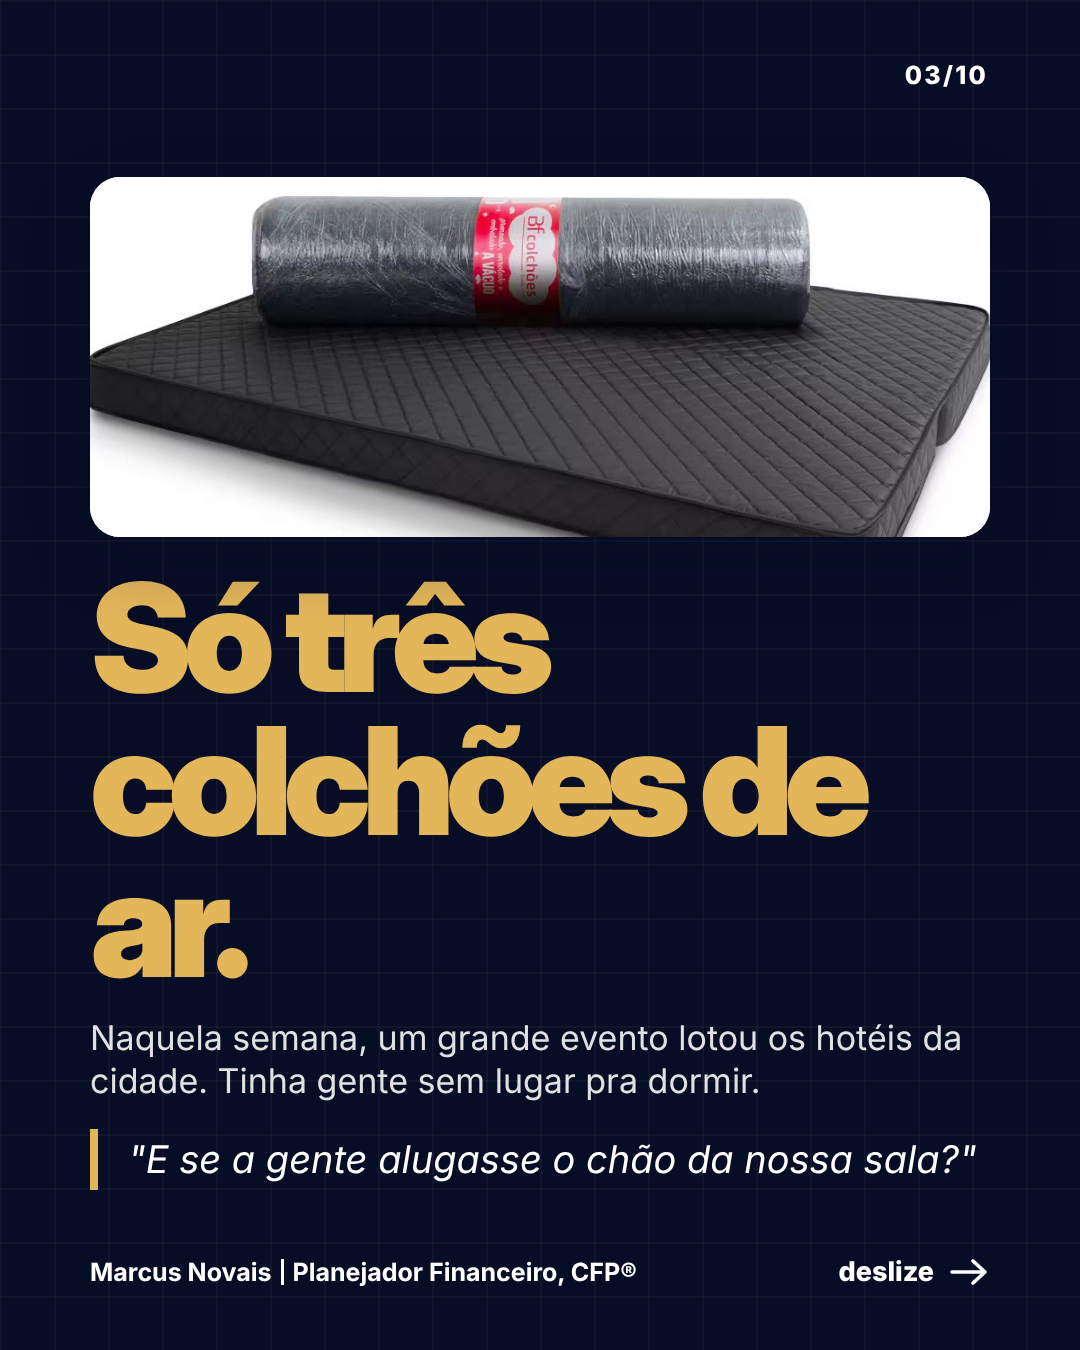 03/10
Bf colchões
A VÁCUO
Só três
colchões de
ar.
Naquela semana, um grande evento lotou os hotéis da
cidade. Tinha gente sem lugar pra dormir.
"E se a gente alugasse o chão da nossa sala?"
Marcus Novais | Planejador Financeiro, CFP®
deslize